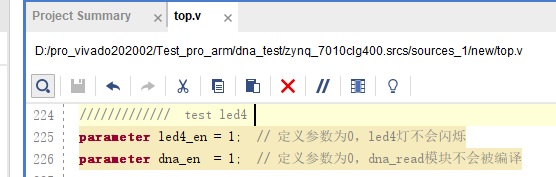 Project Summary × top.v ×
D:/pro_vivado202002/Test_pro_arm/dna_test/zynq_7010clg400.srcs/sources_1/new/top.v
224 ///////////// test led4
225 parameter led4_en = 1; // 定义参数为0，led4灯不会闪烁
226 parameter dna_en = 1; // 定义参数为0，dna_read模块不会被编译